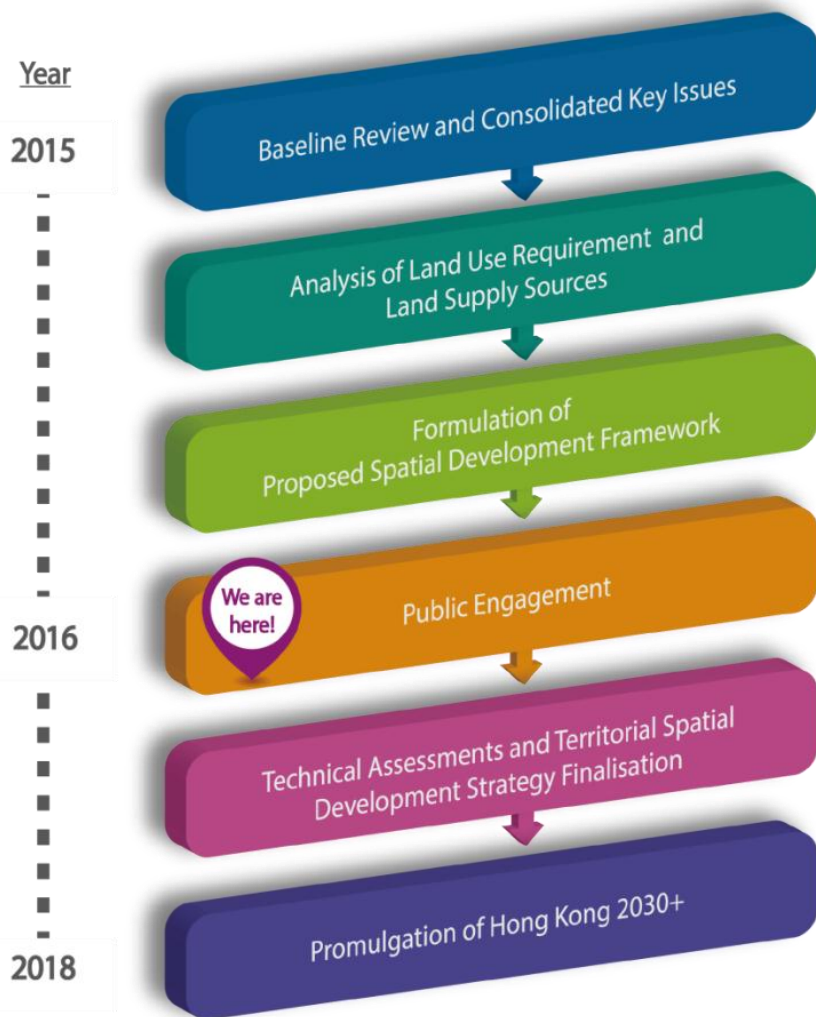 Year
2015
Baseline Review and Consolidated Key Issues
Analysis of Land Use Requirement and
Land Supply Sources
Formulation of
Proposed Spatial Development Framework
2016
We are
here!
Public Engagement
Technical Assessments and Territorial Spatial
Development Strategy Finalisation
2018
Promulgation of Hong Kong 2030+